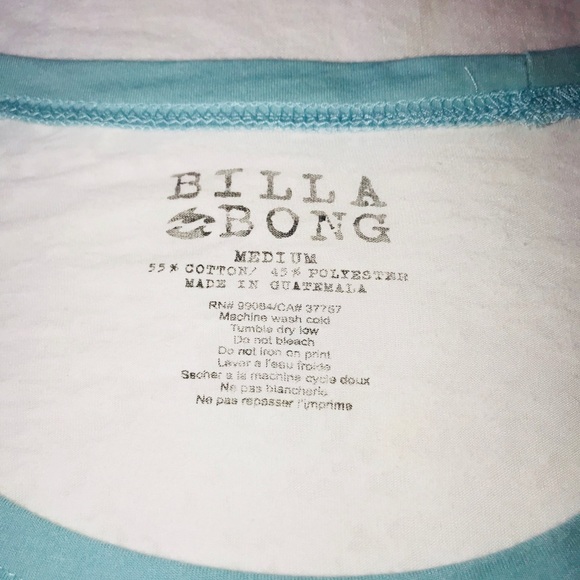 BILLA
BONG
MEDIUM
55% COTTON/ 45% POLYESTER
MADE IN GUATEMALA
RN# 99084/CA# 37757
Machine wash cold
Tumble dry low
Do not bleach
Do not iron on print
Laver a l'eau froide
Secher a la machine cycle doux
Ne pas blancherie
Ne pas repasser l'imprime